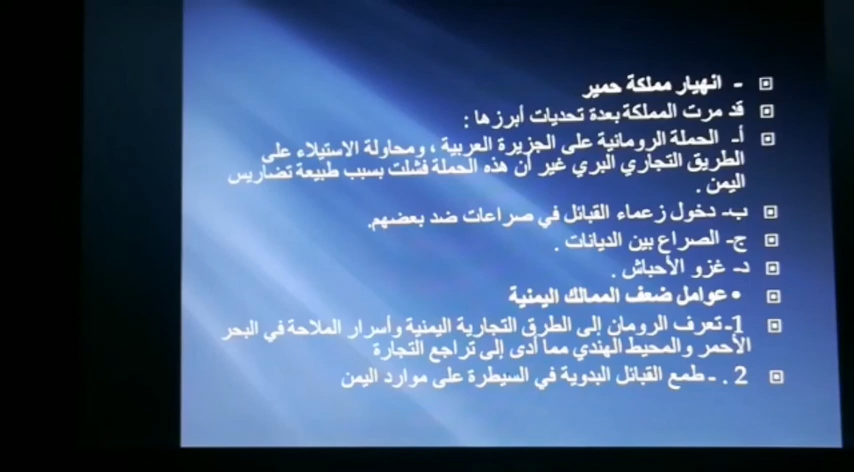 - انهيار مملكة حمير
قد مرت المملكة بعدة تحديات أبرزها :
أ- الحملة الرومانية على الجزيرة العربية ، ومحاولة الاستيلاء على
الطريق التجاري البري غير أن هذه الحملة فشلت بسبب طبيعة تضاريس
اليمن .
ب- دخول زعماء القبائل في صراعات ضد بعضهم.
ج- الصراع بين الديانات .
د- غزو الأحباش .
• عوامل ضعف الممالك اليمنية
1- تعرف الرومان إلى الطرق التجارية اليمنية وأسرار الملاحة في البحر
الأحمر والمحيط الهندي مما أدى إلى تراجع التجارة
2 . - طمع القبائل البدوية في السيطرة على موارد اليمن